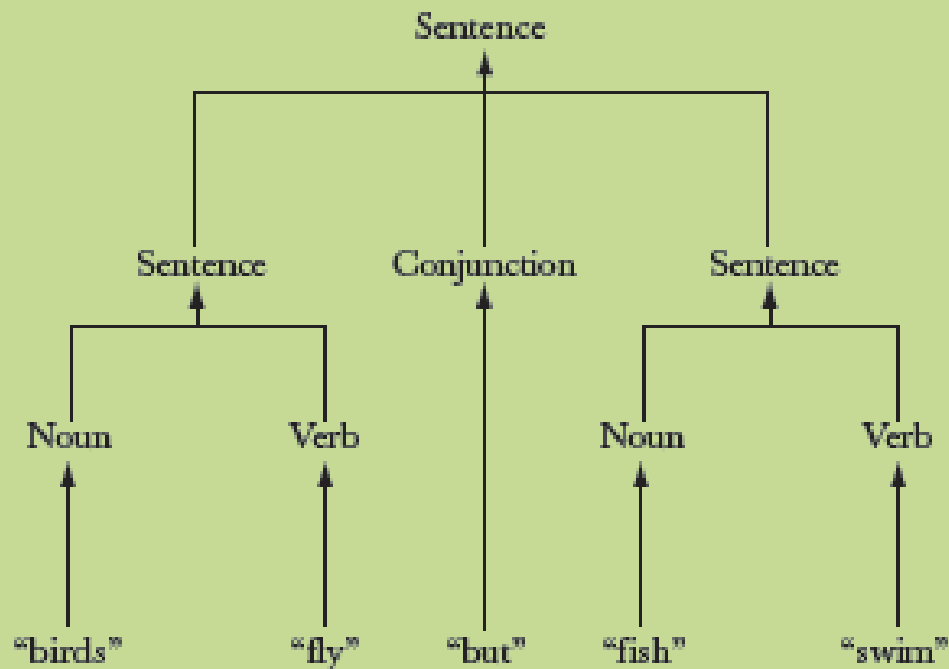 Sentence
Sentence Conjunction Sentence
Noun Verb Noun Verb
“birds” “fly” “but” “fish” “swim”